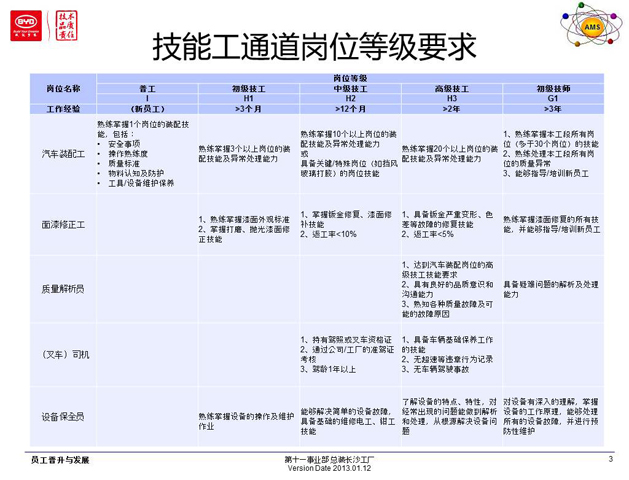 BYD
技术
品质
责信
AMS
技能工通道岗位等级要求
岗位名称
岗位等级
普工
初级技工
中级技工
高级技工
初级技师
I
H1
H2
H3
G1
工作经验
(新员工)
>3个月
>12个月
>2年
>3年
汽车装配工
熟练掌握1个岗位的装配技
能，包括：
• 安全事项
• 操作熟练度
• 质量标准
• 物料认知及防护
• 工具/设备维护保养
熟练掌握3个以上岗位的装
配技能及异常处理能力
熟练掌握10个以上岗位的装
配技能及异常处理能力
或
具备关键/特殊岗位（如挡风
玻璃打胶）的岗位技能
熟练掌握20个以上岗位的装
配技能及异常处理能力
1、熟练掌握本工段所有岗
位（多于30个岗位）的技能
2、熟练处理本工段所有岗
位的质量异常
3、能够指导/培训新员工
面漆修正工
1、熟练掌握漆面外观标准
2、掌握打磨、抛光漆面修
正技能
1、掌握钣金修复、漆面修
补技能
2、返工率<10%
1、具备钣金严重变形、色
差等故障的修复技能
2、返工率<5%
熟练掌握漆面修复的所有技
能，并能够指导/培训新员工
质量解析员
1、达到汽车装配岗位的高
级技工技能要求
2、具有良好的品质意识和
沟通能力
3、熟知各种质量故障及可
能的故障原因
具备疑难问题的解析及处理
能力
（叉车）司机
1、持有驾照或叉车资格证
2、通过公司/工厂的准驾证
考核
3、驾龄1年以上
1、具备车辆基础保养工作
的技能
2、无超速等违章行为记录
3、无车辆驾驶事故
设备保全员
熟练掌握设备的操作及维护
作业
能够解决简单的设备故障，
具备基础的维修电工、钳工
技能
了解设备的特点、特性，对
经常出现的问题能做到解析
和处理，从根源解决设备问
题
对设备有深入的理解，掌握
设备的工作原理，能够处理
所有的设备故障，并进行预
防性维护
员工晋升与发展
第十一事业部总装长沙工厂
Version Date 2013.01.12
3